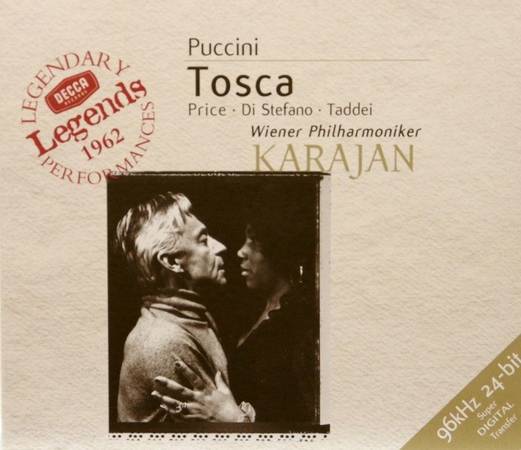 Puccini
Tosca
Price · Di Stefano · Taddei
Wiener Philharmoniker
KARAJAN
LEGENDARY
DECCA
RECORDS
Legends
1962
PERFORMANCES
96kHz 24-bit
Super
DIGITAL
Transfer